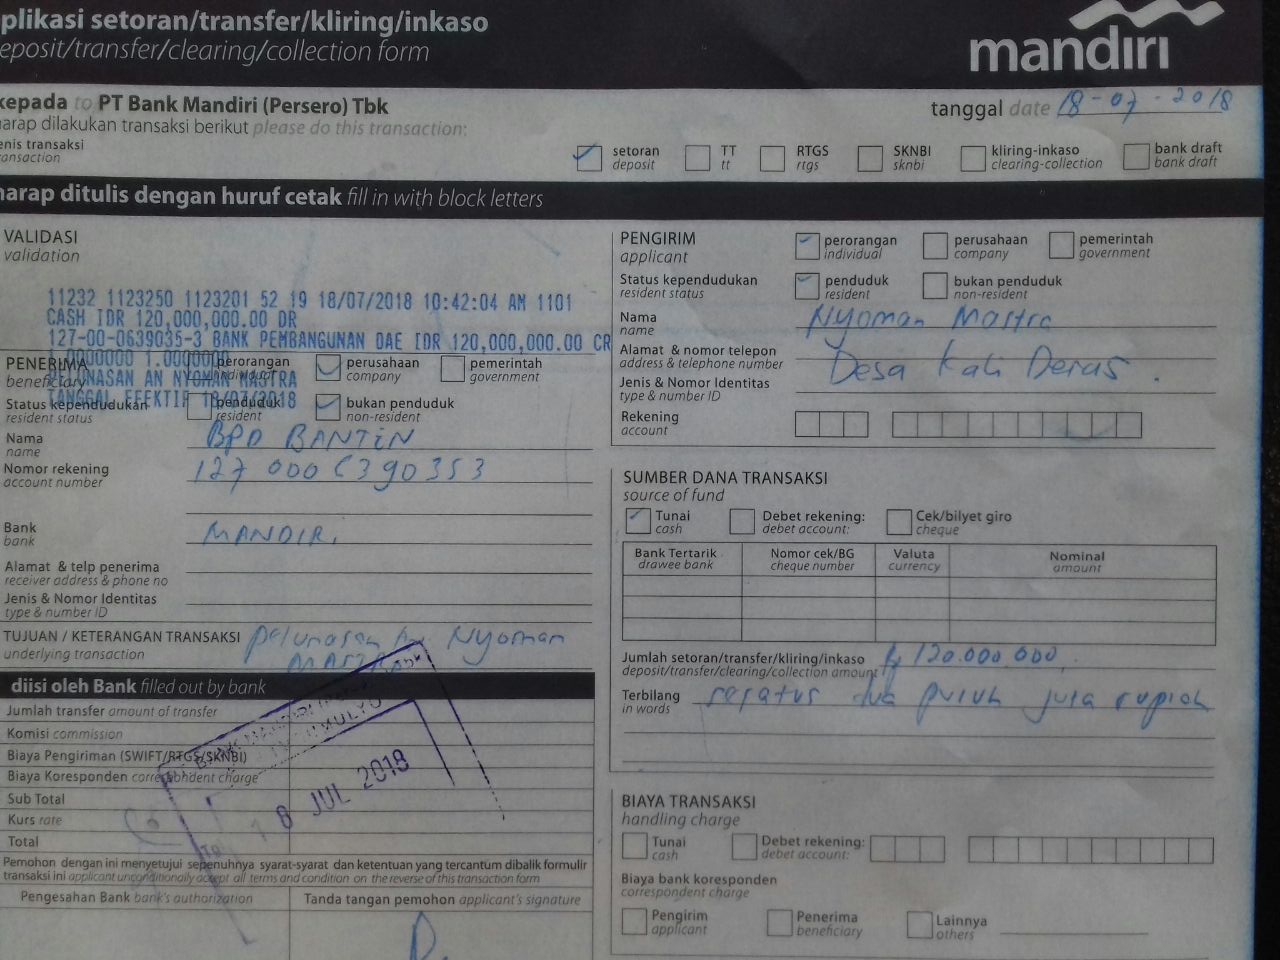 plikasi setoran/transfer/kliring/inkaso
eposit/transfer/clearing/collection form
mandırı
kepada to PT Bank Mandiri (Persero) Tbk
tanggal date 18-07-2018
harap dilakukan transaksi berikut please do this transaction:
enis transaksi
ansaction
setoran
deposit
TT
tt
RTGS
rtgs
SKNBI
sknbi
kliring-inkaso
clearing-collection
bank draft
bank draft
harap ditulis dengan huruf cetak fill in with block letters
VALIDASI
validation
11232 1123250 1123201 52 19 18/07/2018 10:42:04 AM 1101
CASH IDR 120,000,000.00 DR
127-00-0639035-3 BANK PEMBANGUNAN DAE IDR 120,000,000.00 CR
PELUNASAN AN NYOMAN MASTRA
TANGGAL EFEKTIF 18/07/2018
PENERIMA
beneficiary
perorangan
individual
perusahaan
company
pemerintah
government
Status kependudukan
resident status
penduduk
resident
bukan penduduk
non-resident
Nama
name
BPD BANTEN
Nomor rekening
account number
127 000 6390353
Bank
bank
MANDIRI
Alamat & telp penerima
receiver address & phone no
Jenis & Nomor Identitas
type & number ID
TUJUAN / KETERANGAN TRANSAKSI
underlying transaction
pelunasan An Nyoman
MASTRA
diisi oleh Bank filled out by bank
Jumlah transfer amount of transfer
Komisi commission
Biaya Pengiriman (SWIFT/RTGS/SKNBI)
Biaya Koresponden correspondent charge
Sub Total
Kurs rate
Total
18 JUL 2018
Pemohon dengan ini menyetujui sepenuhnya syarat-syarat dan ketentuan yang tercantum dibalik formulir
transaksi ini applicant unconditionally accept all terms and condition on the reverse of this transaction form
Pengesahan Bank bank's authorization
Tanda tangan pemohon applicant's signature
PENGIRIM
applicant
perorangan
individual
perusahaan
company
pemerintah
government
Status kependudukan
resident status
penduduk
resident
bukan penduduk
non-resident
Nama
name
Nyoman Mastra
Alamat & nomor telepon
address & telephone number
Desa Kali Deras.
Jenis & Nomor Identitas
type & number ID
Rekening
account
SUMBER DANA TRANSAKSI
source of fund
Tunai
cash
Debet rekening:
debet account:
Cek/bilyet giro
cheque
Bank Tertarik
drawee bank
Nomor cek/BG
cheque number
Valuta
currency
Nominal
amount
Jumlah setoran/transfer/kliring/inkaso
deposit/transfer/clearing/collection amount
Rp 120.000.000,
Terbilang
in words
seratus dua puluh juta rupiah
BIAYA TRANSAKSI
handling charge
Tunai
cash
Debet rekening:
debet account:
Biaya bank koresponden
correspondent charge
Pengirim
applicant
Penerima
beneficiary
Lainnya
others